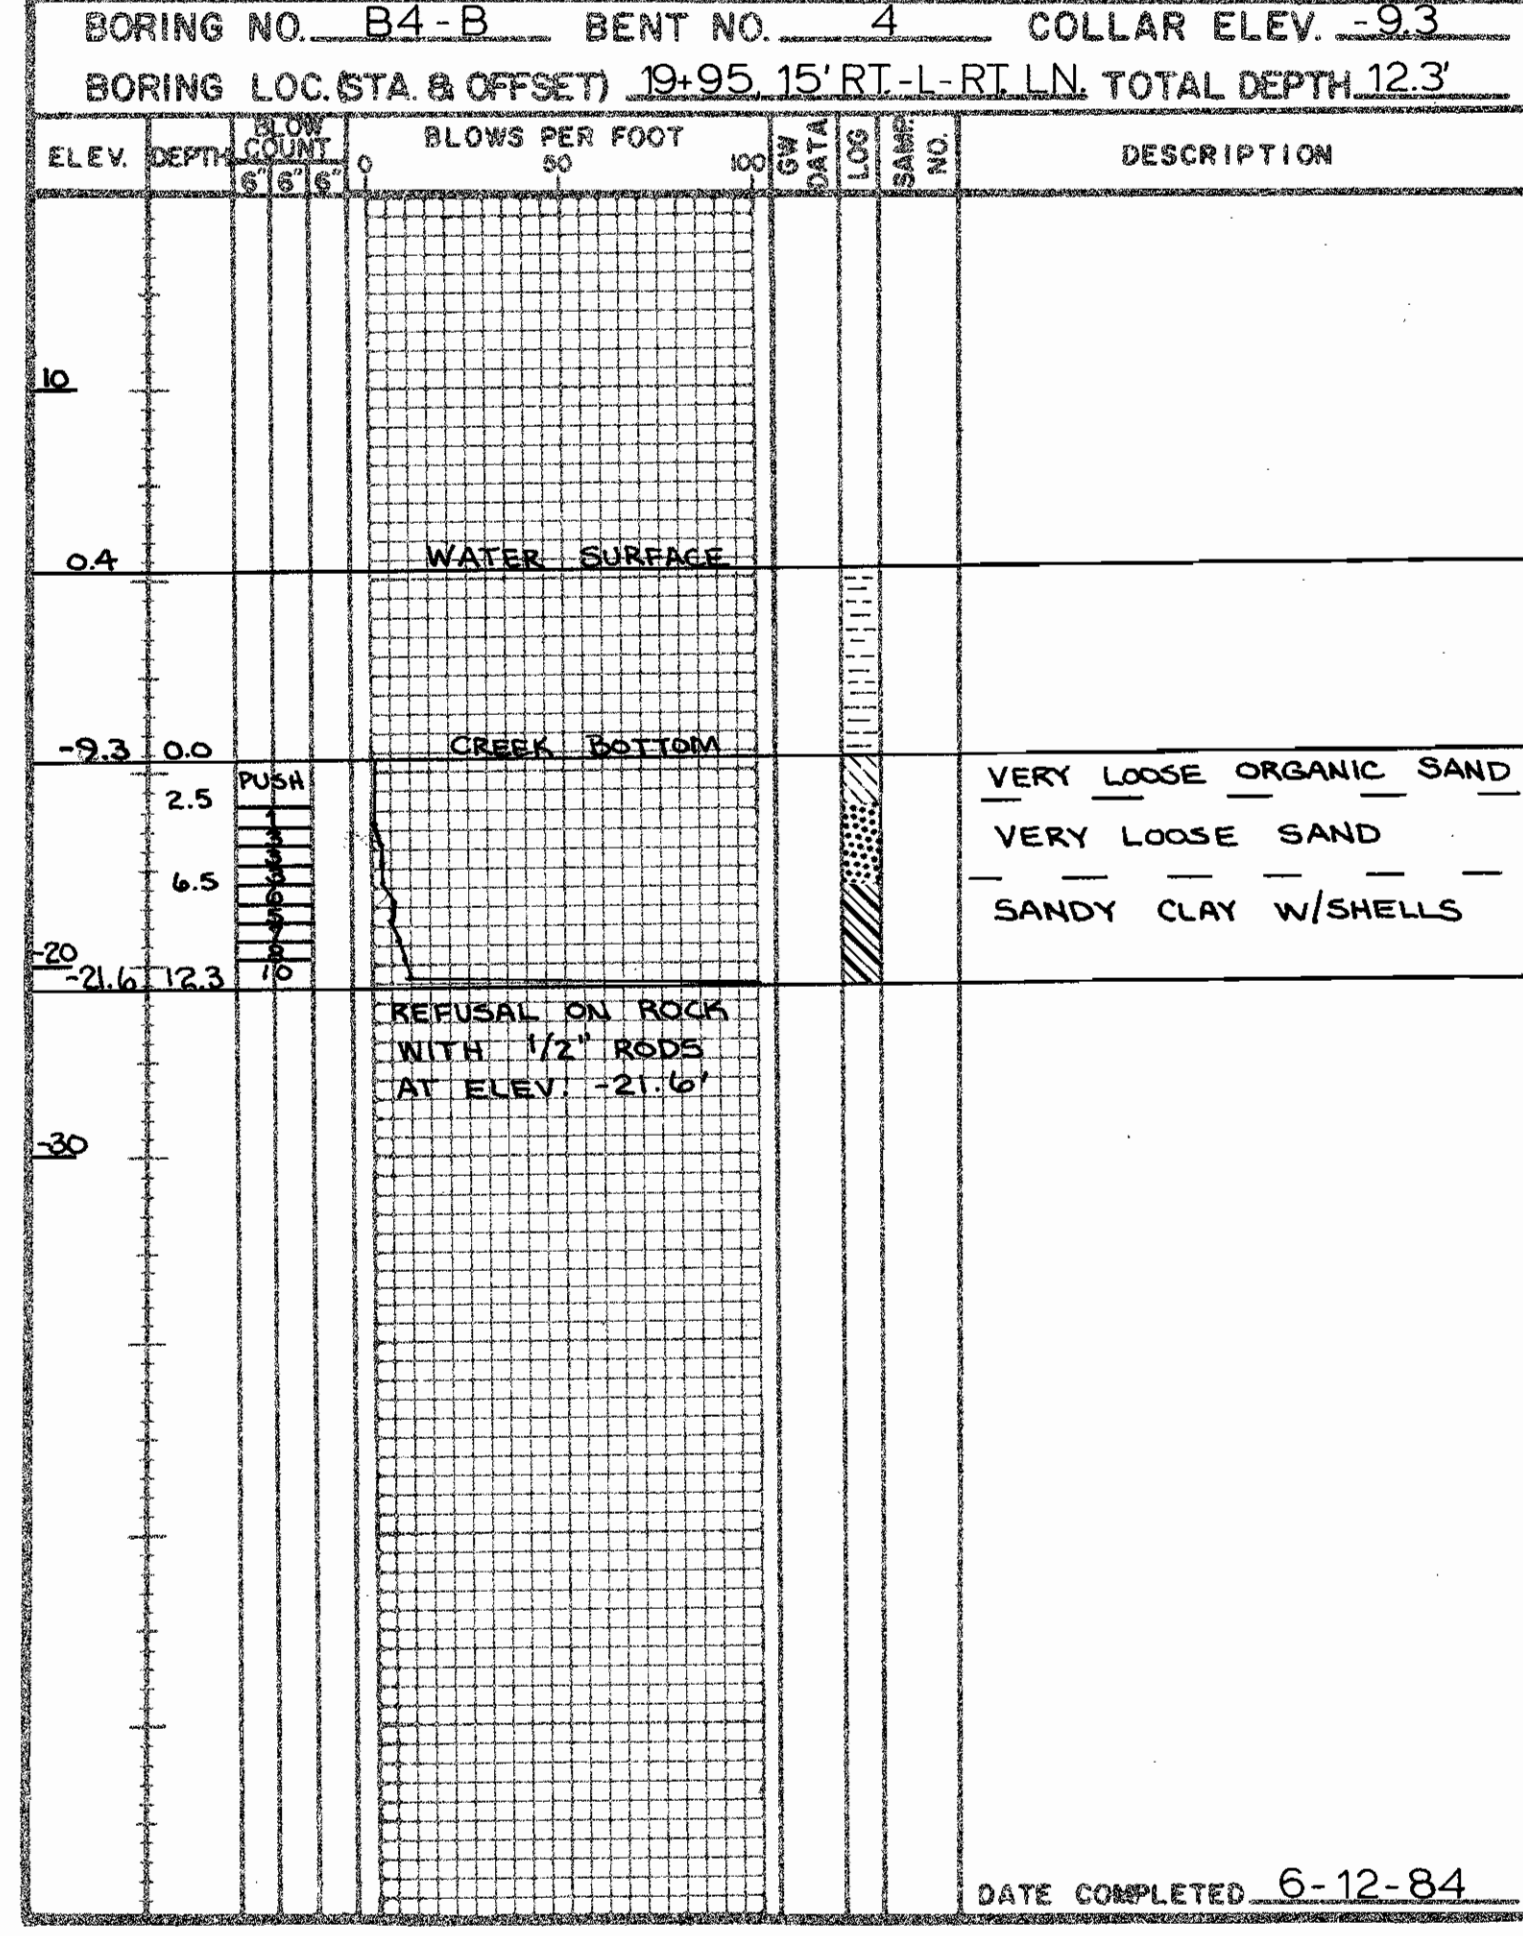 BORING NO. B4-B BENT NO. 4 COLLAR ELEV. -9.3
BORING LOC. (STA. & OFFSET) 19+95, 15' RT.-L-RT. LN. TOTAL DEPTH 12.3'
ELEV. DEPTH BLOW COUNT BLOWS PER FOOT GW DATA LOG SAMP. NO. DESCRIPTION
6" 6" 6" 0 50 100
10
0.4 WATER SURFACE
-9.3 0.0 CREEK BOTTOM
PUSH VERY LOOSE ORGANIC SAND
2.5
VERY LOOSE SAND
6.5
SANDY CLAY W/SHELLS
-20
-21.6 12.3 10
REFUSAL ON ROCK
WITH 1/2" RODS
AT ELEV. -21.6'
-30
DATE COMPLETED 6-12-84